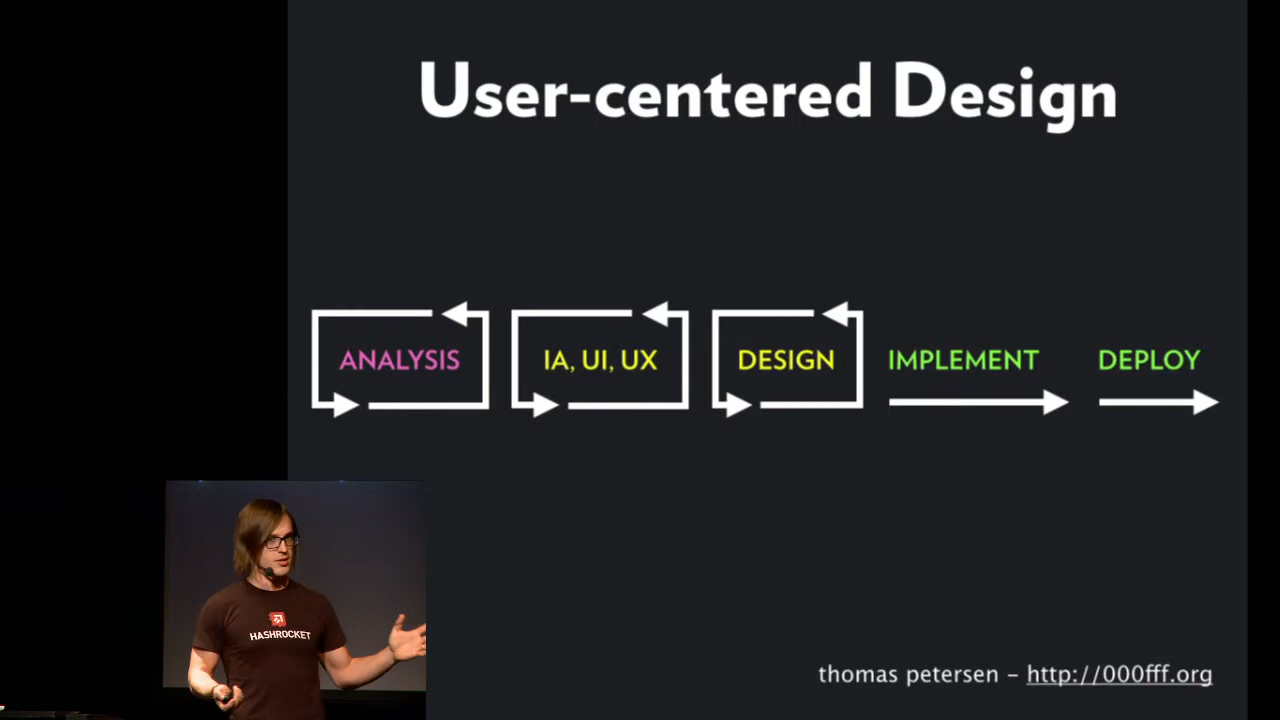 User-centered Design
ANALYSIS
IA, UI, UX
DESIGN
IMPLEMENT
DEPLOY
HASHROCKET
thomas petersen – http://000fff.org